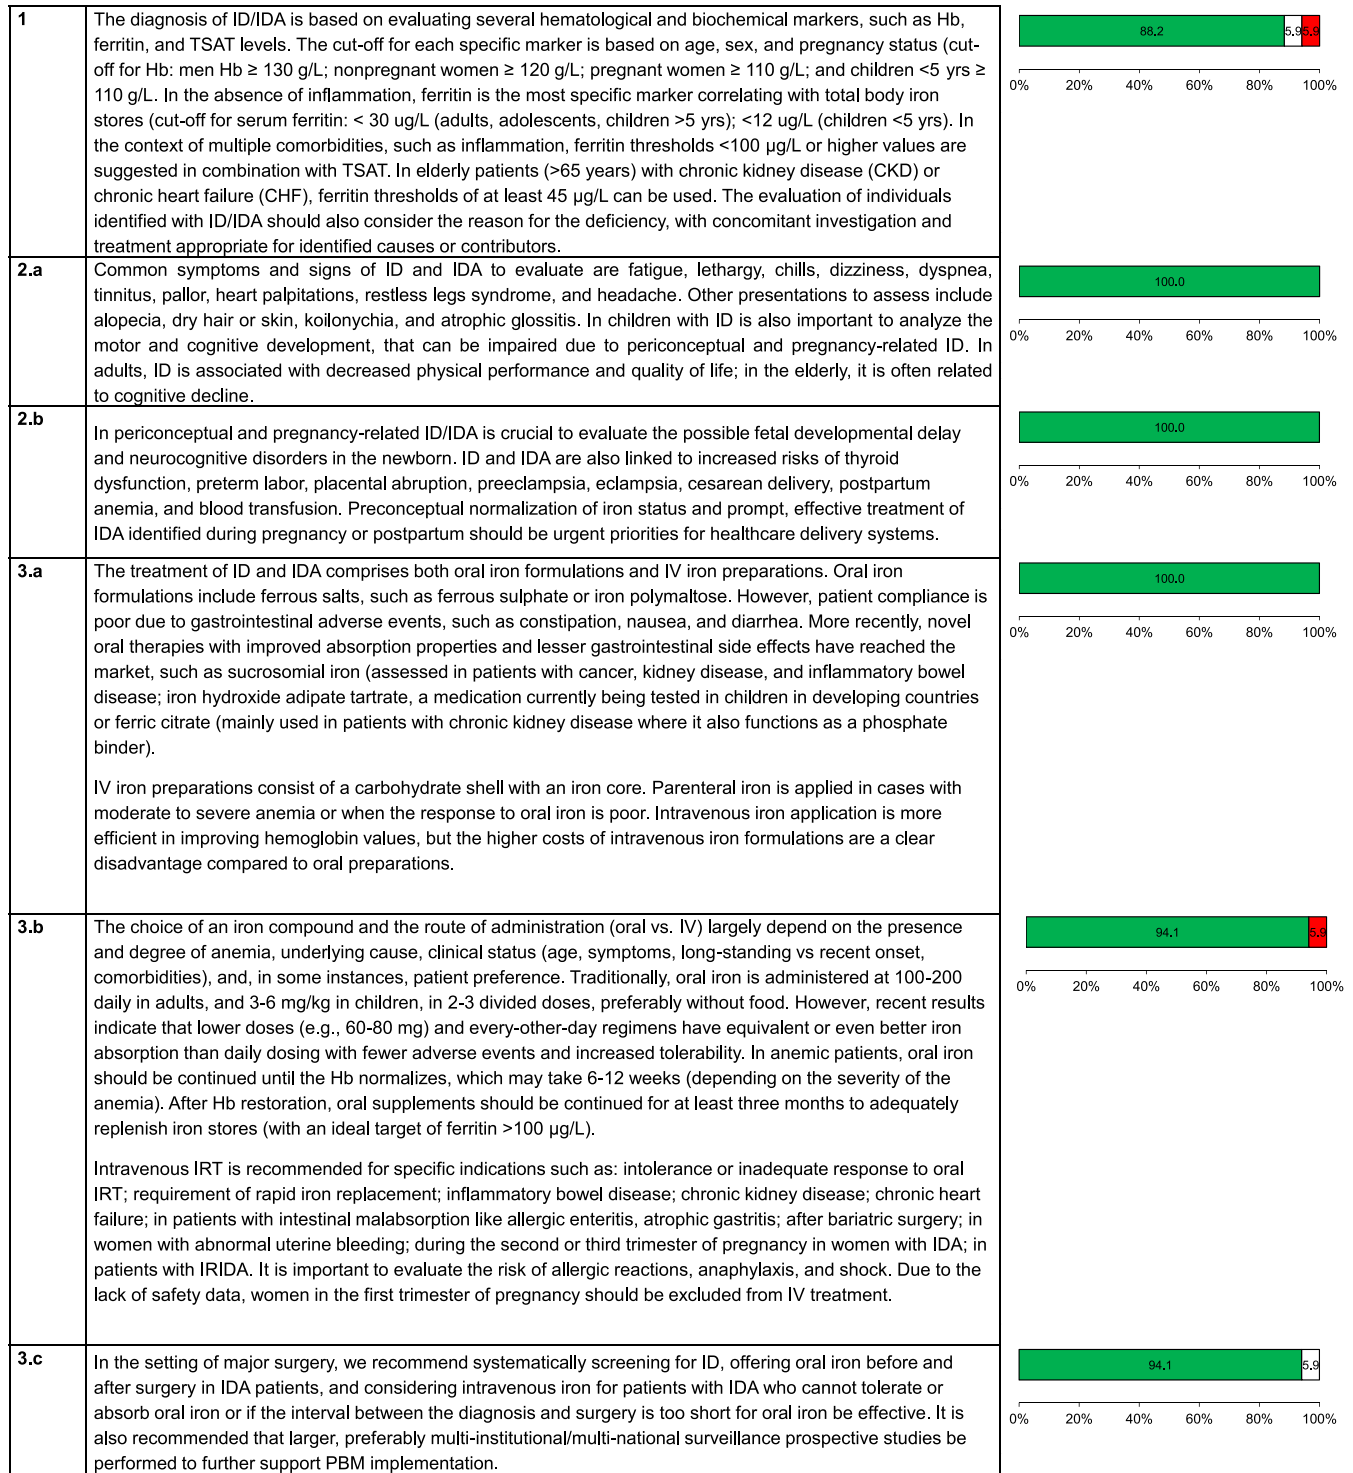 1
The diagnosis of ID/IDA is based on evaluating several hematological and biochemical markers, such as Hb,
ferritin, and TSAT levels. The cut-off for each specific marker is based on age, sex, and pregnancy status (cut-
off for Hb: men Hb ≥ 130 g/L; nonpregnant women ≥ 120 g/L; pregnant women ≥ 110 g/L; and children <5 yrs ≥
110 g/L. In the absence of inflammation, ferritin is the most specific marker correlating with total body iron
stores (cut-off for serum ferritin: < 30 ug/L (adults, adolescents, children >5 yrs); <12 ug/L (children <5 yrs). In
the context of multiple comorbidities, such as inflammation, ferritin thresholds <100 µg/L or higher values are
suggested in combination with TSAT. In elderly patients (>65 years) with chronic kidney disease (CKD) or
chronic heart failure (CHF), ferritin thresholds of at least 45 µg/L can be used. The evaluation of individuals
identified with ID/IDA should also consider the reason for the deficiency, with concomitant investigation and
treatment appropriate for identified causes or contributors.
88.2 5.9 5.9
0% 20% 40% 60% 80% 100%
2.a
Common symptoms and signs of ID and IDA to evaluate are fatigue, lethargy, chills, dizziness, dyspnea,
tinnitus, pallor, heart palpitations, restless legs syndrome, and headache. Other presentations to assess include
alopecia, dry hair or skin, koilonychia, and atrophic glossitis. In children with ID is also important to analyze the
motor and cognitive development, that can be impaired due to periconceptual and pregnancy-related ID. In
adults, ID is associated with decreased physical performance and quality of life; in the elderly, it is often related
to cognitive decline.
100.0
0% 20% 40% 60% 80% 100%
2.b
In periconceptual and pregnancy-related ID/IDA is crucial to evaluate the possible fetal developmental delay
and neurocognitive disorders in the newborn. ID and IDA are also linked to increased risks of thyroid
dysfunction, preterm labor, placental abruption, preeclampsia, eclampsia, cesarean delivery, postpartum
anemia, and blood transfusion. Preconceptual normalization of iron status and prompt, effective treatment of
IDA identified during pregnancy or postpartum should be urgent priorities for healthcare delivery systems.
100.0
0% 20% 40% 60% 80% 100%
3.a
The treatment of ID and IDA comprises both oral iron formulations and IV iron preparations. Oral iron
formulations include ferrous salts, such as ferrous sulphate or iron polymaltose. However, patient compliance is
poor due to gastrointestinal adverse events, such as constipation, nausea, and diarrhea. More recently, novel
oral therapies with improved absorption properties and lesser gastrointestinal side effects have reached the
market, such as sucrosomial iron (assessed in patients with cancer, kidney disease, and inflammatory bowel
disease; iron hydroxide adipate tartrate, a medication currently being tested in children in developing countries
or ferric citrate (mainly used in patients with chronic kidney disease where it also functions as a phosphate
binder).
IV iron preparations consist of a carbohydrate shell with an iron core. Parenteral iron is applied in cases with
moderate to severe anemia or when the response to oral iron is poor. Intravenous iron application is more
efficient in improving hemoglobin values, but the higher costs of intravenous iron formulations are a clear
disadvantage compared to oral preparations.
100.0
0% 20% 40% 60% 80% 100%
3.b
The choice of an iron compound and the route of administration (oral vs. IV) largely depend on the presence
and degree of anemia, underlying cause, clinical status (age, symptoms, long-standing vs recent onset,
comorbidities), and, in some instances, patient preference. Traditionally, oral iron is administered at 100-200
daily in adults, and 3-6 mg/kg in children, in 2-3 divided doses, preferably without food. However, recent results
indicate that lower doses (e.g., 60-80 mg) and every-other-day regimens have equivalent or even better iron
absorption than daily dosing with fewer adverse events and increased tolerability. In anemic patients, oral iron
should be continued until the Hb normalizes, which may take 6-12 weeks (depending on the severity of the
anemia). After Hb restoration, oral supplements should be continued for at least three months to adequately
replenish iron stores (with an ideal target of ferritin >100 µg/L).
Intravenous IRT is recommended for specific indications such as: intolerance or inadequate response to oral
IRT; requirement of rapid iron replacement; inflammatory bowel disease; chronic kidney disease; chronic heart
failure; in patients with intestinal malabsorption like allergic enteritis, atrophic gastritis; after bariatric surgery; in
women with abnormal uterine bleeding; during the second or third trimester of pregnancy in women with IDA; in
patients with IRIDA. It is important to evaluate the risk of allergic reactions, anaphylaxis, and shock. Due to the
lack of safety data, women in the first trimester of pregnancy should be excluded from IV treatment.
94.1 5.9
0% 20% 40% 60% 80% 100%
3.c
In the setting of major surgery, we recommend systematically screening for ID, offering oral iron before and
after surgery in IDA patients, and considering intravenous iron for patients with IDA who cannot tolerate or
absorb oral iron or if the interval between the diagnosis and surgery is too short for oral iron be effective. It is
also recommended that larger, preferably multi-institutional/multi-national surveillance prospective studies be
performed to further support PBM implementation.
94.1 5.9
0% 20% 40% 60% 80% 100%